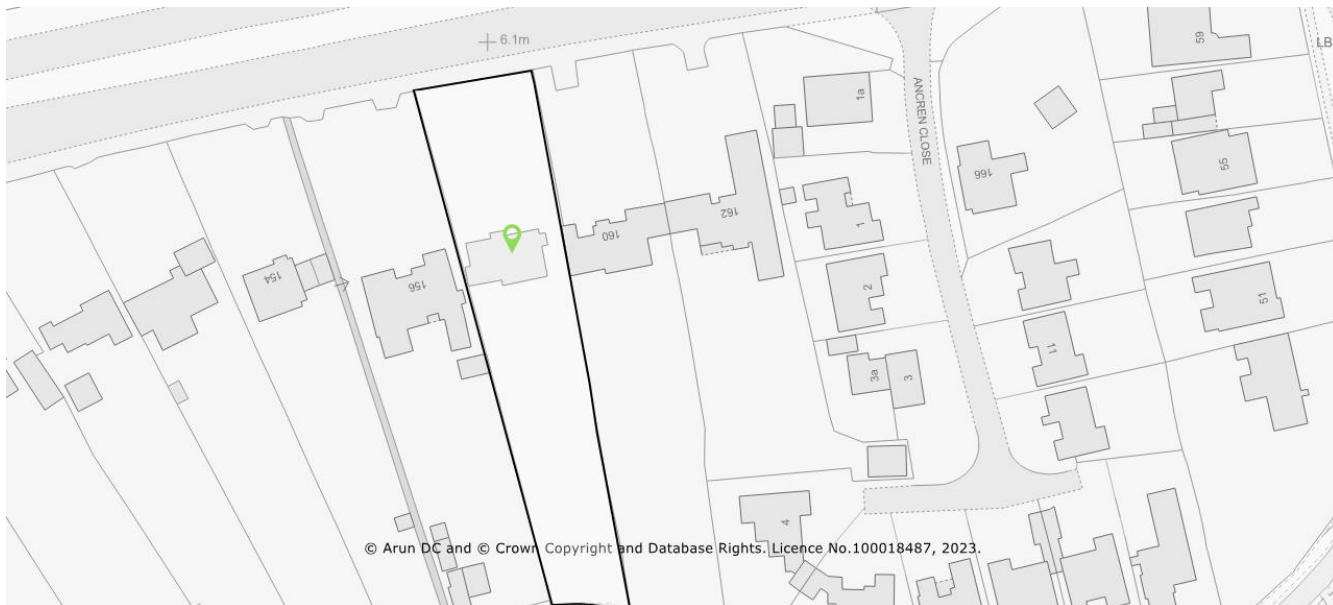 6.1m
59
LB
1a
ANCREN CLOSE
55
166
162
160
1
154
156
2
51
11
3a
3
4
© Arun DC and © Crown Copyright and Database Rights. Licence No.100018487, 2023.